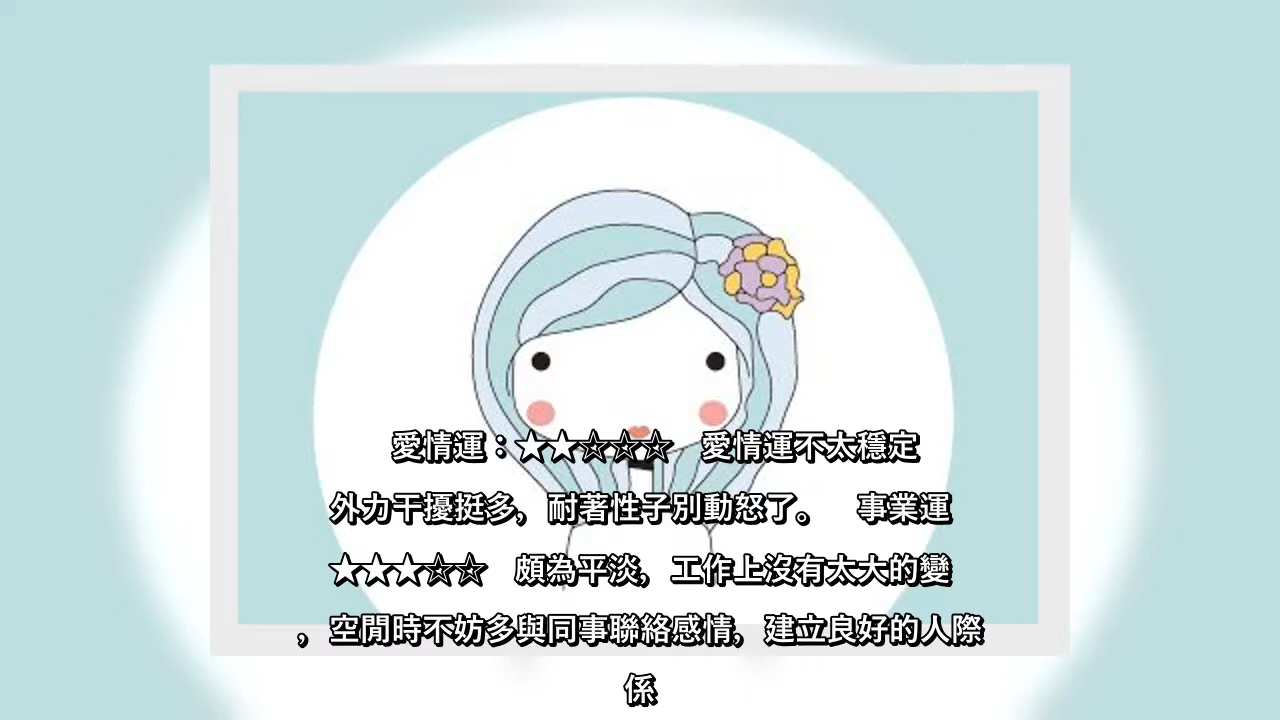 愛情運：★★☆☆☆　愛情運不太穩定
外力干擾挺多，耐著性子別動怒了。　事業運
★★★☆☆　頗為平淡，工作上沒有太大的變
，空閒時不妨多與同事聯絡感情，建立良好的人際
係